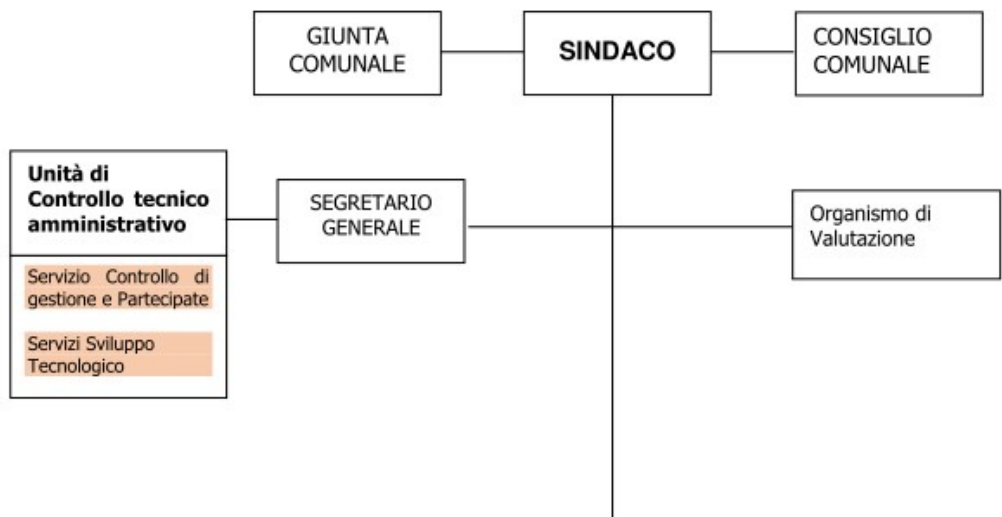 GIUNTA
COMUNALE
SINDACO
CONSIGLIO
COMUNALE
Unità di
Controllo tecnico
amministrativo
Servizio Controllo di
gestione e Partecipate
Servizi Sviluppo
Tecnologico
SEGRETARIO
GENERALE
Organismo di
Valutazione